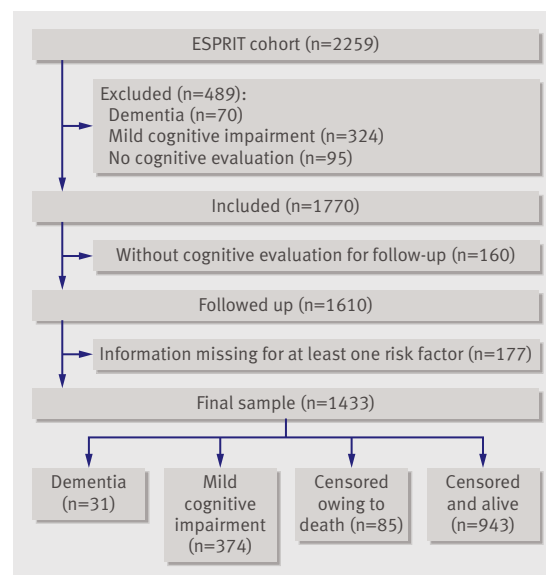 ESPRIT cohort (n=2259)
Excluded (n=489):
Dementia (n=70)
Mild cognitive impairment (n=324)
No cognitive evaluation (n=95)
Included (n=1770)
Without cognitive evaluation for follow-up (n=160)
Followed up (n=1610)
Information missing for at least one risk factor (n=177)
Final sample (n=1433)
Dementia
(n=31)
Mild
cognitive
impairment
(n=374)
Censored
owing to
death (n=85)
Censored
and alive
(n=943)